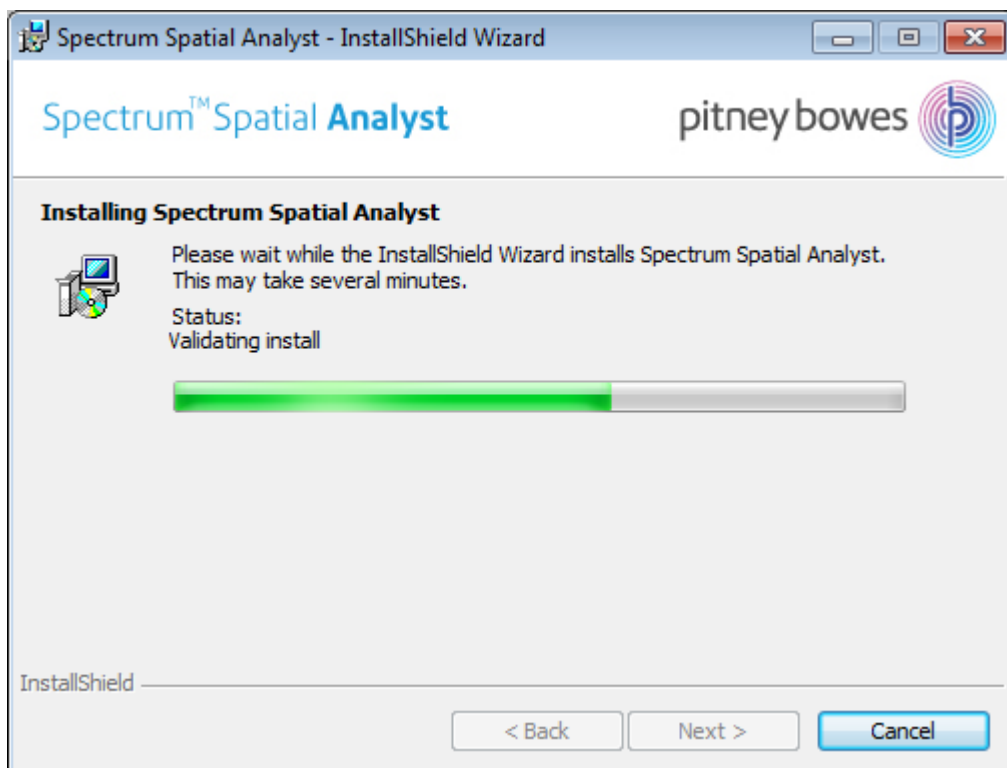 Spectrum Spatial Analyst - InstallShield Wizard
Spectrum™ Spatial Analyst
pitney bowes
Installing Spectrum Spatial Analyst
Please wait while the InstallShield Wizard installs Spectrum Spatial Analyst.
This may take several minutes.
Status:
Validating install
InstallShield
< Back
Next >
Cancel